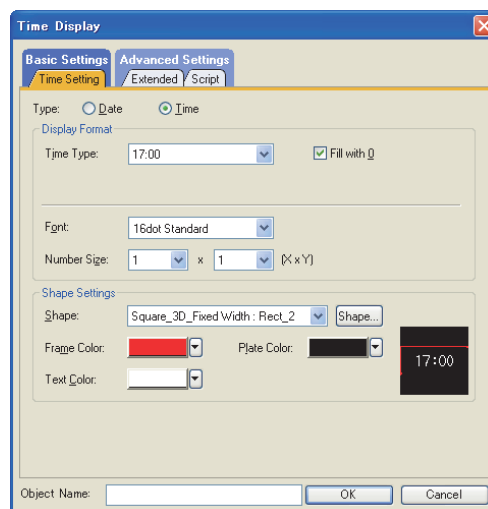 Time Display
Basic Settings Advanced Settings
Time Setting Extended Script
Type: Date Time
Display Format
Time Type: 17:00 Fill with 0
Font: 16dot Standard
Number Size: 1 x 1 (X x Y)
Shape Settings
Shape: Square_3D_Fixed Width : Rect_2 Shape...
Frame Color: Plate Color:
17:00
Text Color:
Object Name: OK Cancel